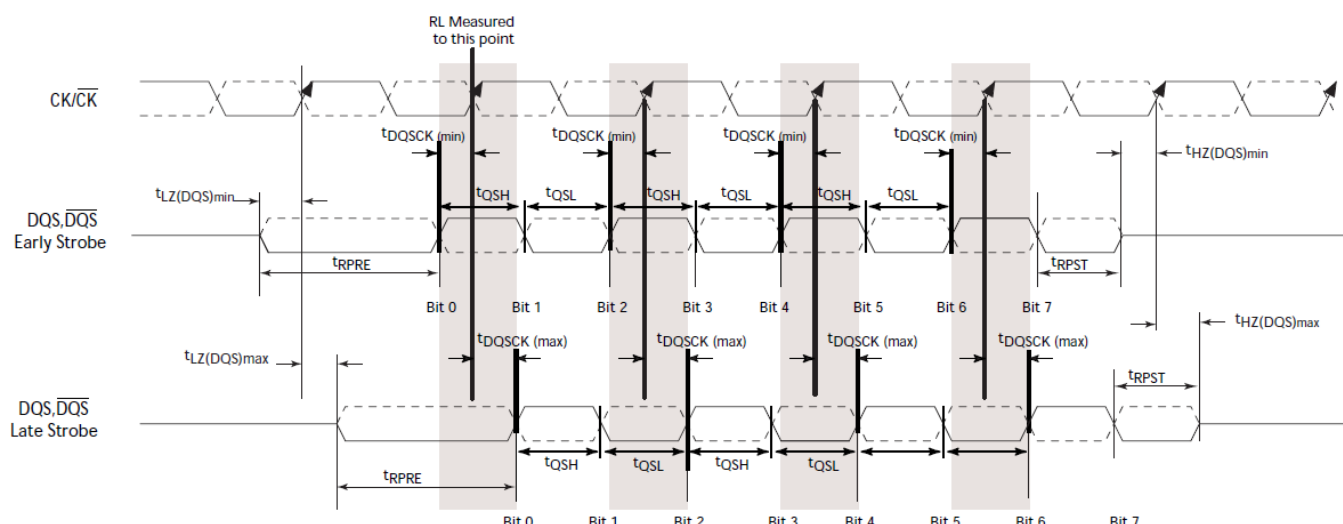 RL Measured
to this point
CK/C̅K̅
tDQSCK (min) tDQSCK (min) tDQSCK (min) tDQSCK (min)
tHZ(DQS)min
tLZ(DQS)min
tQSH tQSL tQSH tQSL tQSH tQSL
DQS,D̅Q̅S̅
Early Strobe
tRPRE
tRPST
Bit 0 Bit 1 Bit 2 Bit 3 Bit 4 Bit 5 Bit 6 Bit 7
tHZ(DQS)max
tDQSCK (max) tDQSCK (max) tDQSCK (max) tDQSCK (max)
tLZ(DQS)max
tRPST
DQS,D̅Q̅S̅
Late Strobe
tQSH tQSL tQSH tQSL
tRPRE
Bit 0 Bit 1 Bit 2 Bit 3 Bit 4 Bit 5 Bit 6 Bit 7